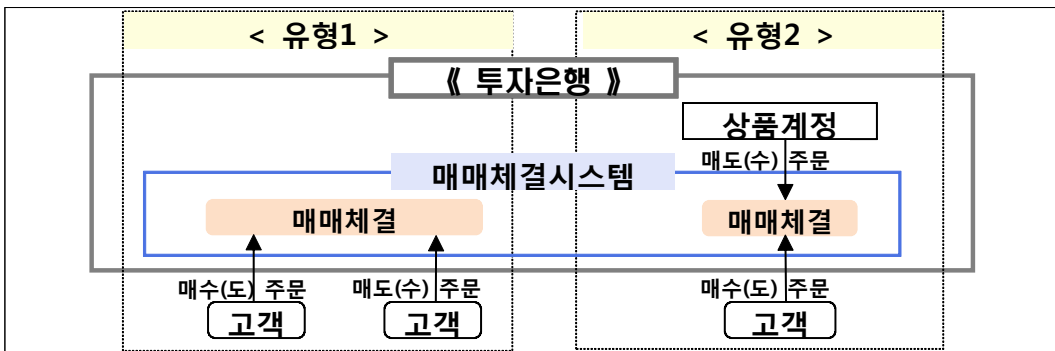 < 유형1 >
< 유형2 >
《 투자은행 》
상품계정
매도(수) 주문
매매체결시스템
매매체결
매매체결
매수(도) 주문
매도(수) 주문
매수(도) 주문
고객
고객
고객